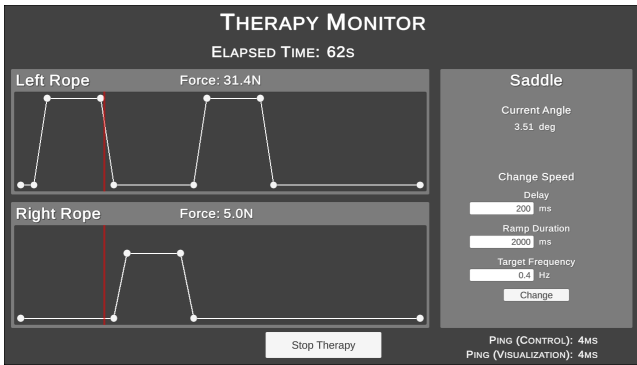 THERAPY MONITOR
ELAPSED TIME: 62S
Left Rope Force: 31.4N
Right Rope Force: 5.0N
Saddle
Current Angle
3.51 deg
Change Speed
Delay
200 ms
Ramp Duration
2000 ms
Target Frequency
0.4 Hz
Change
Stop Therapy
PING (CONTROL): 4MS
PING (VISUALIZATION): 4MS